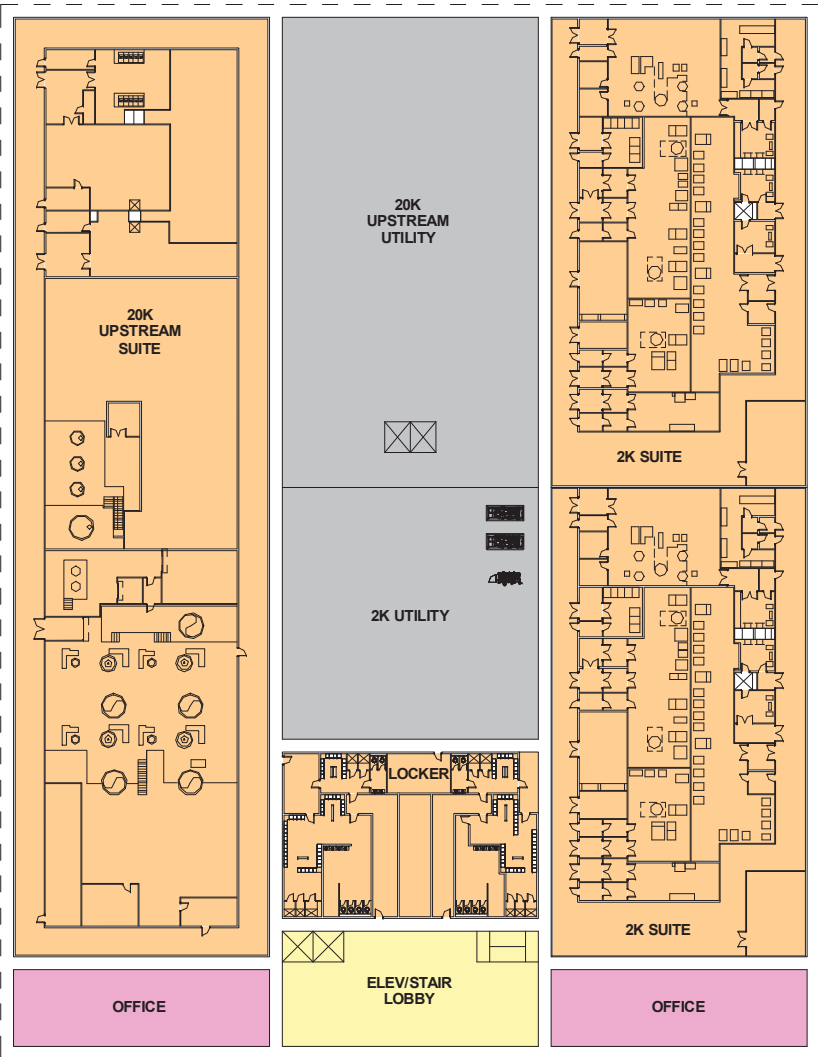 20K
UPSTREAM
UTILITY
20K
UPSTREAM
SUITE
2K SUITE
2K UTILITY
LOCKER
2K SUITE
ELEV/STAIR
LOBBY
OFFICE
OFFICE